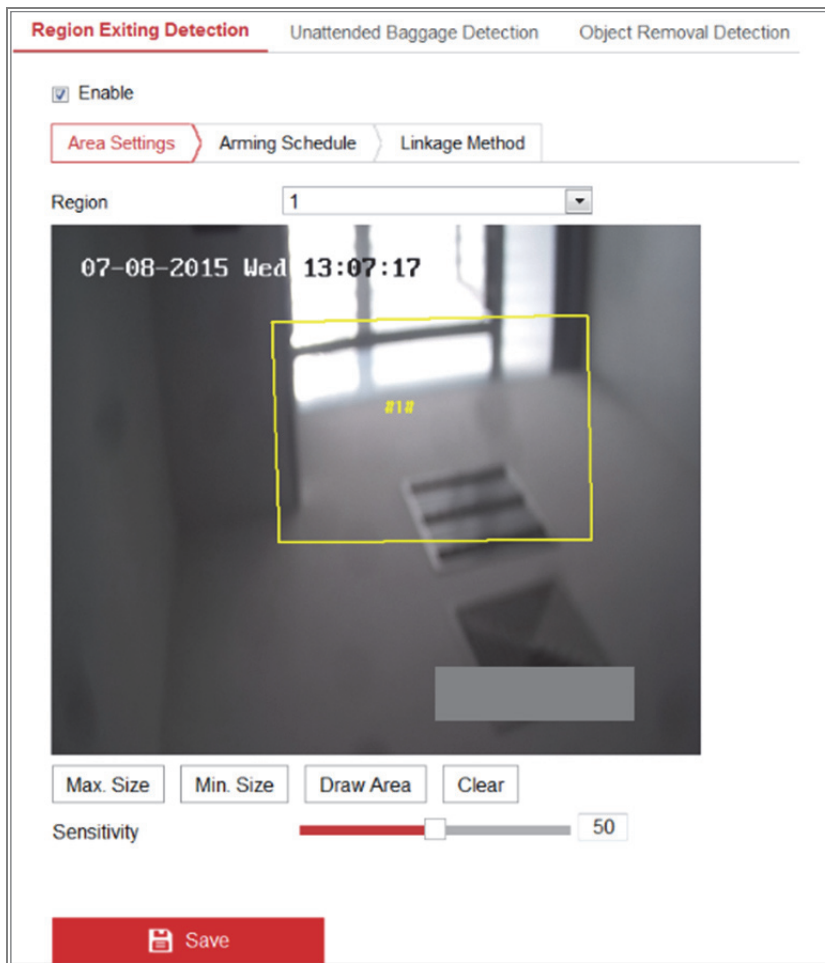 Region Exiting Detection Unattended Baggage Detection Object Removal Detection
Enable
Area Settings Arming Schedule Linkage Method
Region 1
07-08-2015 Wed 13:07:17
#1#
Max. Size Min. Size Draw Area Clear
Sensitivity 50
Save